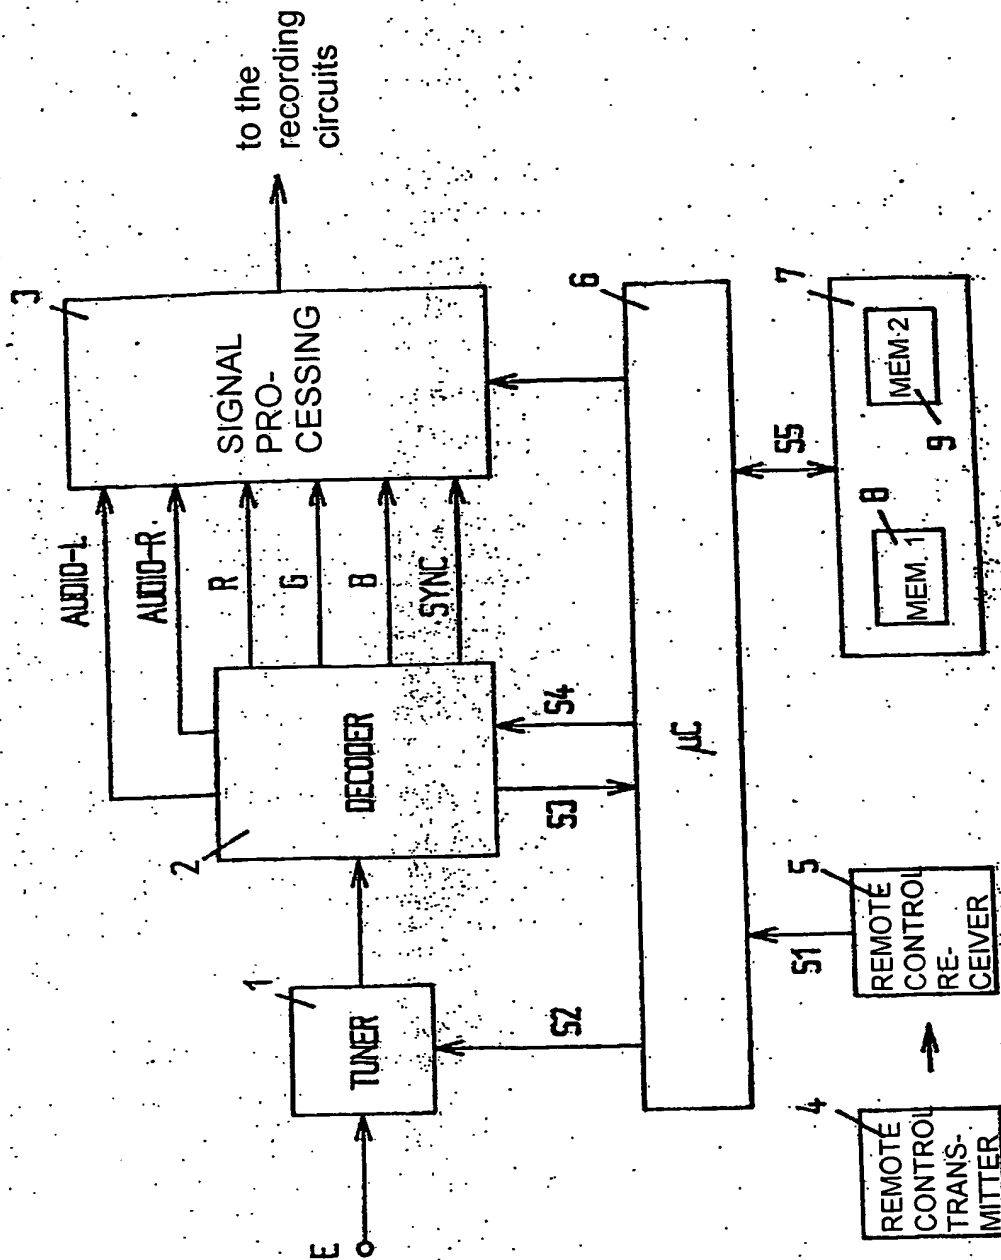 to the
recording
circuits
3
SIGNAL
PRO-
CESSING
AUDIO-L
AUDIO-R
R
G
B
SYNC
2
DECODER
1
TUNER
E
S2
S3
S4
6
µC
S1
S5
4
REMOTE
CONTROL
TRANS-
MITTER
5
REMOTE
CONTROL
RE-
CEIVER
7
8
MEM. 1
9
MEM-2